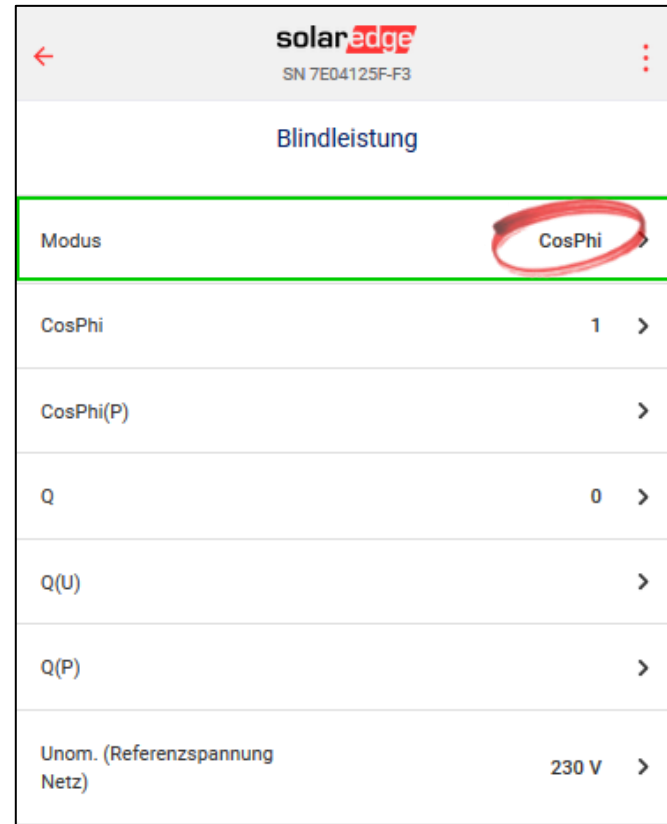 solaredge
SN 7E04125F-F3
Blindleistung
Modus CosPhi
CosPhi 1
CosPhi(P)
Q 0
Q(U)
Q(P)
Unom. (Referenzspannung
Netz) 230 V